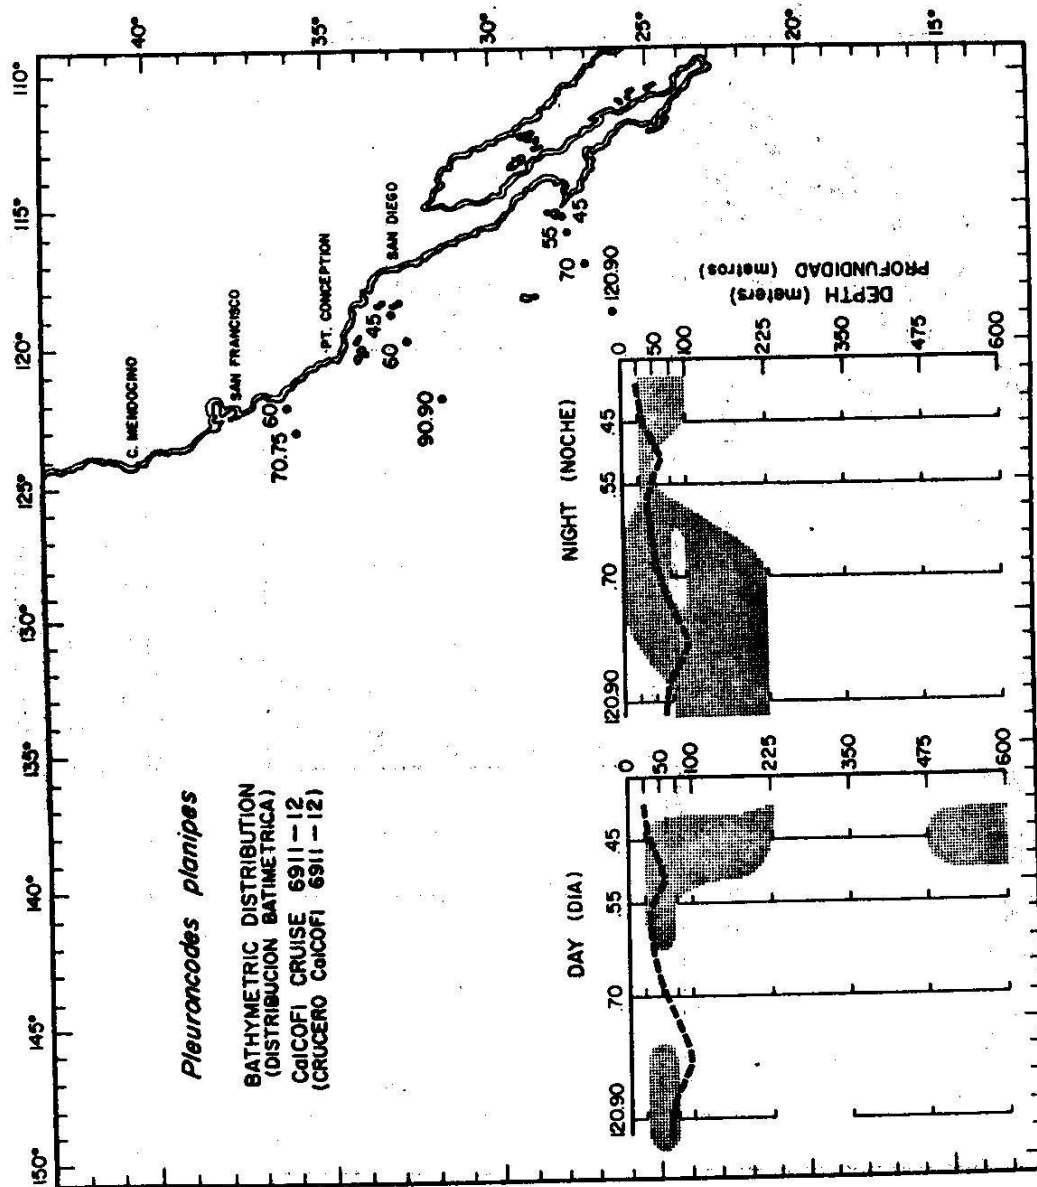 150° 145° 140° 135° 130° 125° 120° 115° 110°
40°
35°
30°
25°
20°
15°
Pleuroncodes planipes
BATHYMETRIC DISTRIBUTION
(DISTRIBUCION BATIMETRICA)
CalCOFI CRUISE 6911-12
(CRUCERO CalCOFI 6911-12)
C. MENDOCINO
SAN FRANCISCO
60
70.75
PT. CONCEPTION
SAN DIEGO
45
60
90.90
55
45
70
120.90
DAY (DIA)
120.90 .70 .55 .45
0
50
100
225
350
475
600
NIGHT (NOCHE)
120.90 .70 .55 .45
0
50
100
225
350
475
600
DEPTH (meters)
PROFUNDIDAD (metros)